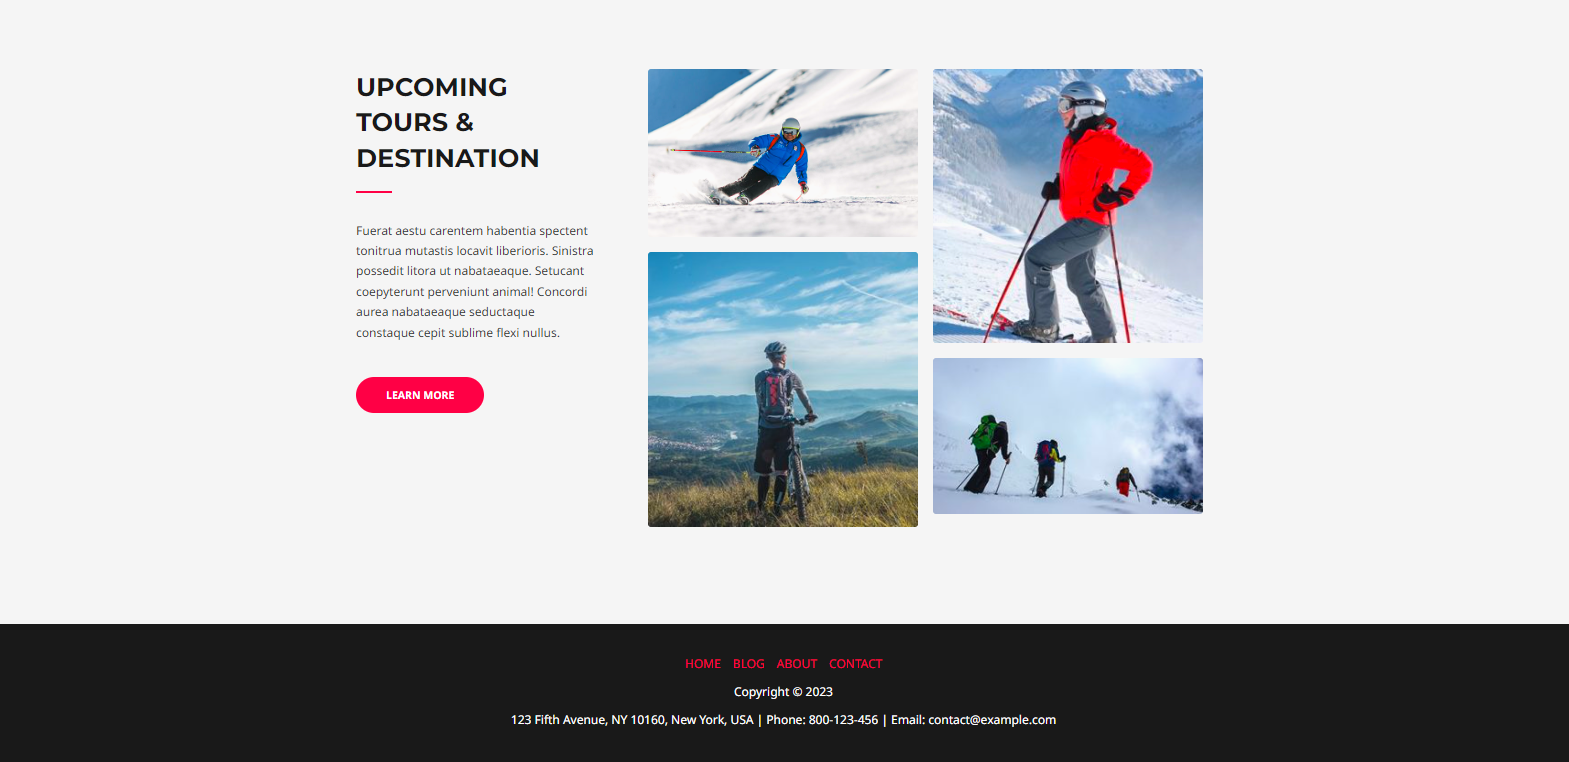 UPCOMING
TOURS &
DESTINATION
Fuerat aestu carentem habentia spectent
tonitrua mutastis locavit liberioris. Sinistra
possedit litora ut nabataeaque. Setucant
coepyterunt perveniunt animal! Concordi
aurea nabataeaque seductaque
constaque cepit sublime flexi nullus.
LEARN MORE
HOME BLOG ABOUT CONTACT
Copyright © 2023
123 Fifth Avenue, NY 10160, New York, USA | Phone: 800-123-456 | Email: contact@example.com